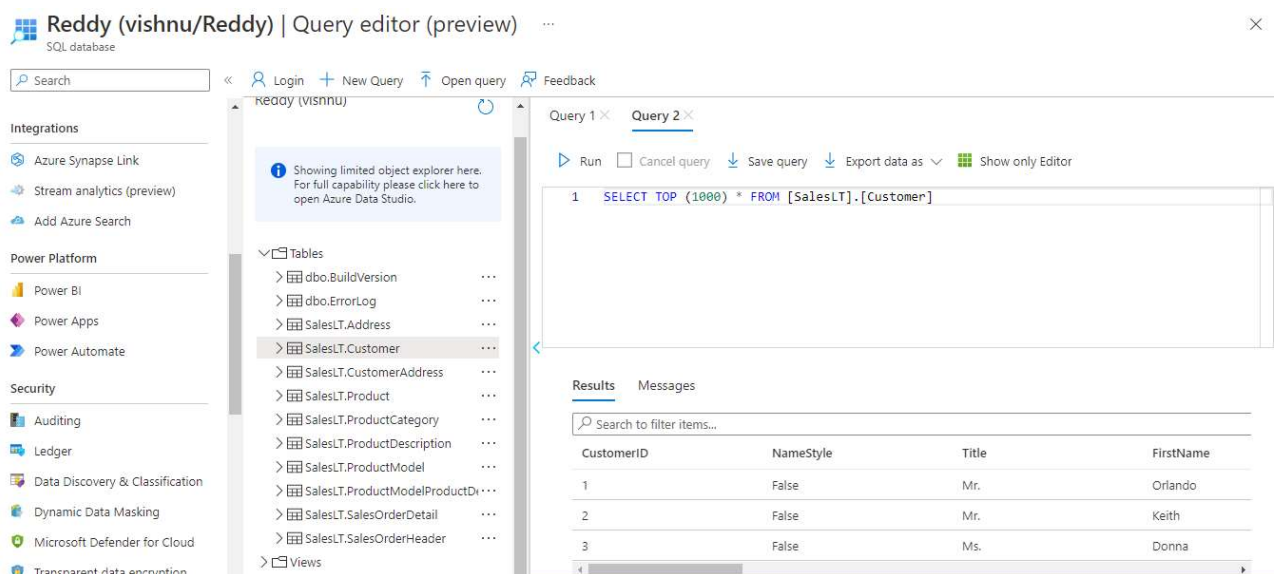 Reddy (vishnu/Reddy) | Query editor (preview) ...
SQL database
Search
« Login New Query Open query Feedback
Integrations
Azure Synapse Link
Stream analytics (preview)
Add Azure Search
Power Platform
Power BI
Power Apps
Power Automate
Security
Auditing
Ledger
Data Discovery & Classification
Dynamic Data Masking
Microsoft Defender for Cloud
Transparent data encryption
Reddy (vishnu)
Showing limited object explorer here.
For full capability please click here to
open Azure Data Studio.
Tables
dbo.BuildVersion ...
dbo.ErrorLog ...
SalesLT.Address ...
SalesLT.Customer ...
SalesLT.CustomerAddress ...
SalesLT.Product ...
SalesLT.ProductCategory ...
SalesLT.ProductDescription ...
SalesLT.ProductModel ...
SalesLT.ProductModelProductD ...
SalesLT.SalesOrderDetail ...
SalesLT.SalesOrderHeader ...
Views
Query 1 Query 2
Run Cancel query Save query Export data as Show only Editor
1 SELECT TOP (1000) * FROM [SalesLT].[Customer]
Results Messages
Search to filter items...
CustomerID NameStyle Title FirstName
1 False Mr. Orlando
2 False Mr. Keith
3 False Ms. Donna